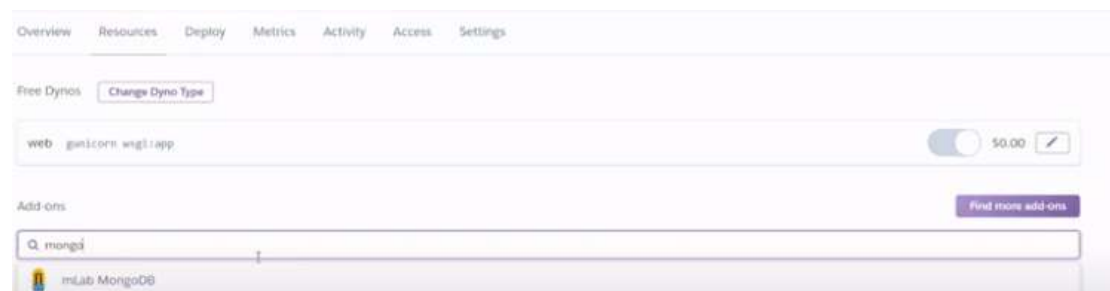 Overview Resources Deploy Metrics Activity Access Settings
Free Dynos Change Dyno Type
web gunicorn wsgi:app $0.00
Add-ons Find more add-ons
mongo
mLab MongoDB